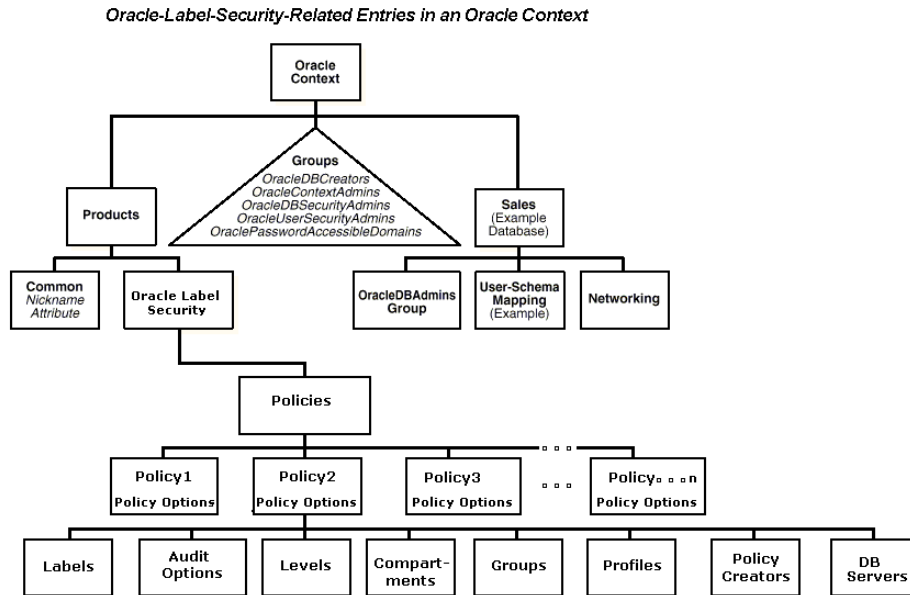 Oracle-Label-Security-Related Entries in an Oracle Context
Oracle
Context
Groups
OracleDBCreators
OracleContextAdmins
OracleDBSecurityAdmins
OracleUserSecurityAdmins
OraclePasswordAccessibleDomains
Products
Sales
(Example
Database)
Common
Nickname
Attribute
Oracle Label
Security
OracleDBAdmins
Group
User-Schema
Mapping
(Example)
Networking
Policies
Policy1
Policy Options
Policy2
Policy Options
Policy3
Policy Options
Policy▫ ▫ ▫n
Policy Options
Labels
Audit
Options
Levels
Compart-
ments
Groups
Profiles
Policy
Creators
DB
Servers